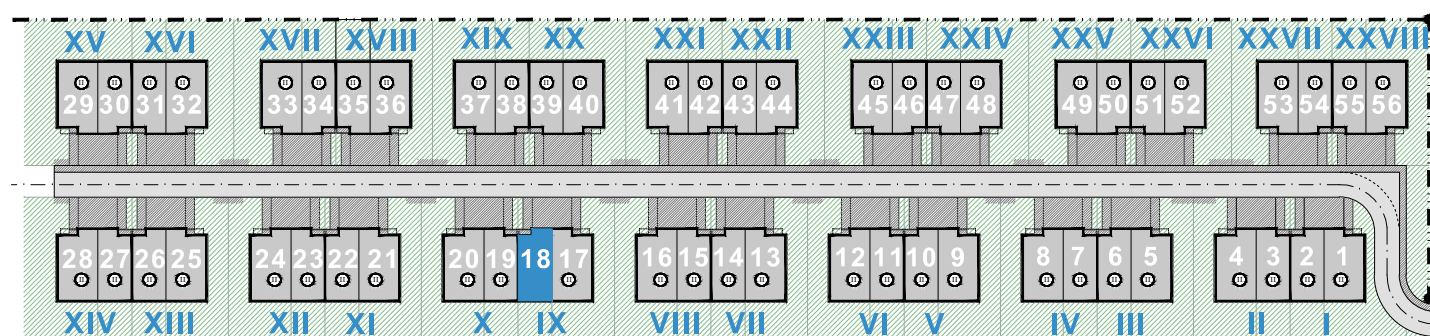 XV XVI XVII XVIII XIX XX XXI XXII XXIII XXIV XXV XXVI XXVII XXVIII
29 30 31 32 33 34 35 36 37 38 39 40 41 42 43 44 45 46 47 48 49 50 51 52 53 54 55 56
28 27 26 25 24 23 22 21 20 19 18 17 16 15 14 13 12 11 10 9 8 7 6 5 4 3 2 1
XIV XIII XII XI X IX VIII VII VI V IV III II I